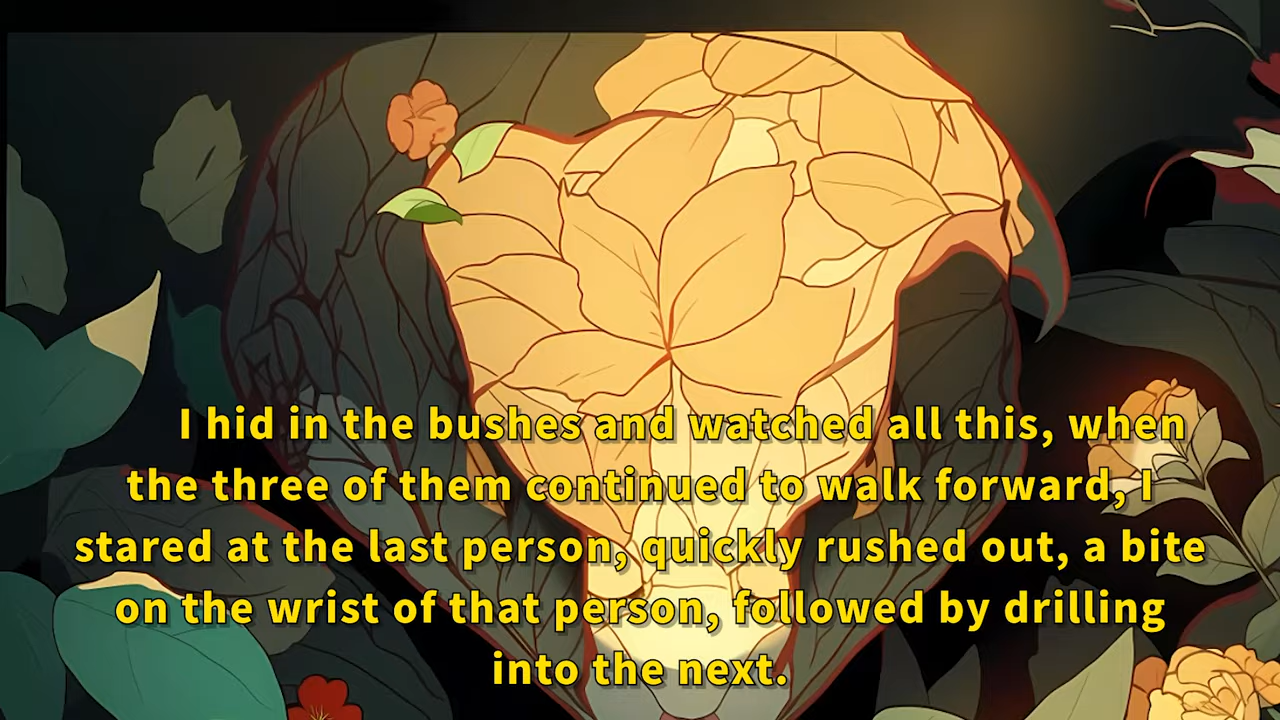 I hid in the bushes and watched all this, when
the three of them continued to walk forward, I
stared at the last person, quickly rushed out, a bite
on the wrist of that person, followed by drilling
into the next.